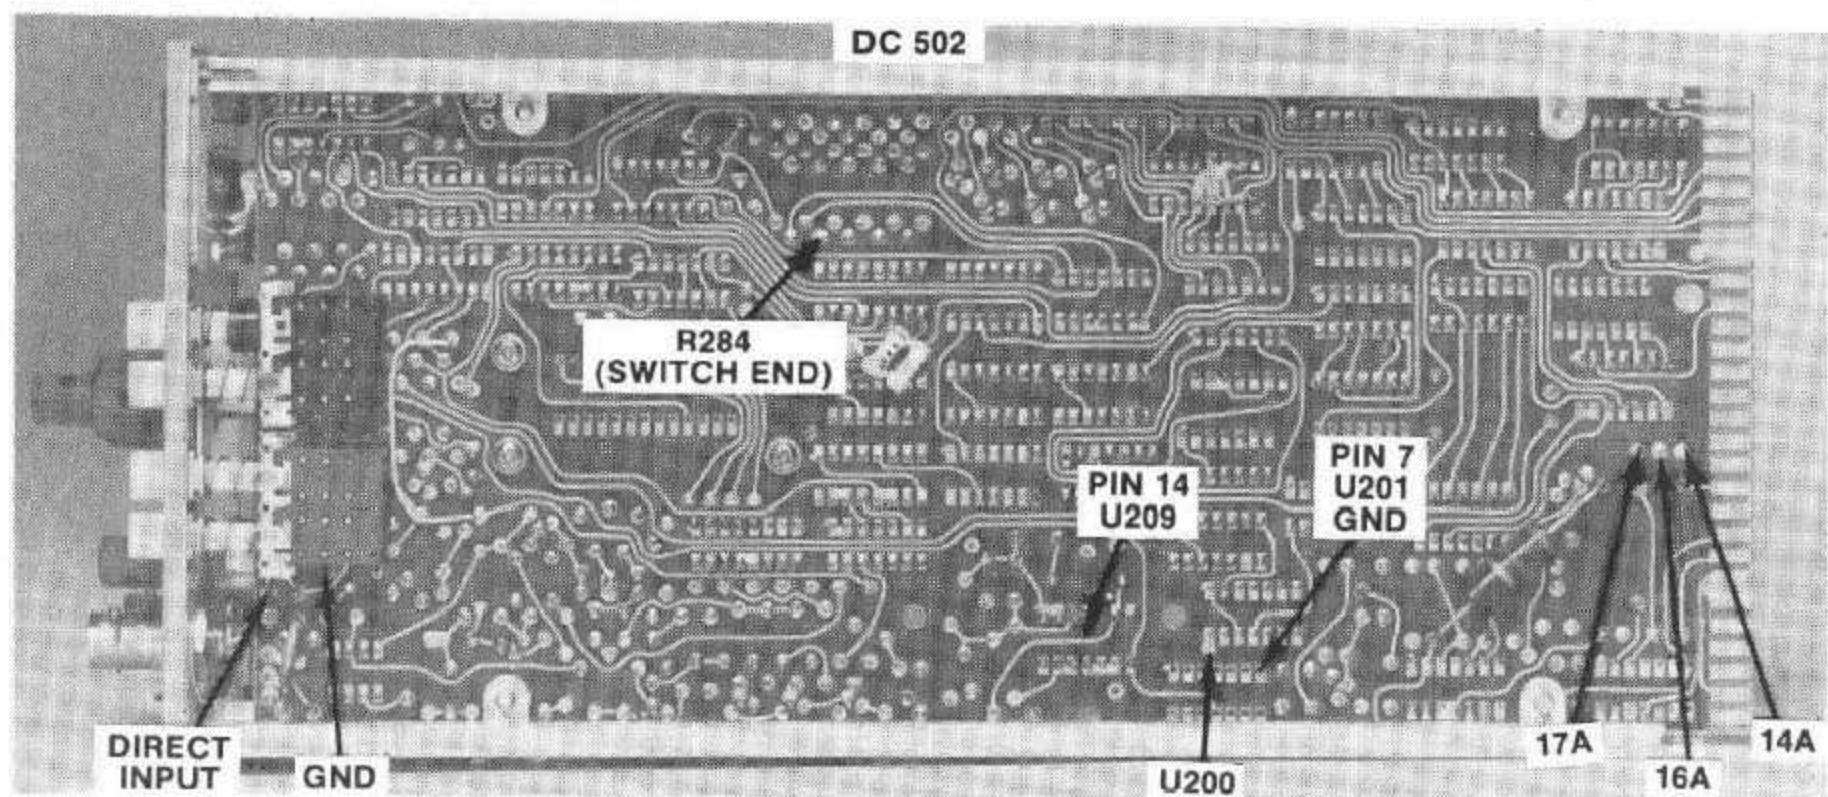 DC 502
R284
(SWITCH END)
PIN 14
U209
PIN 7
U201
GND
DIRECT
INPUT
GND
U200
17A
16A
14A